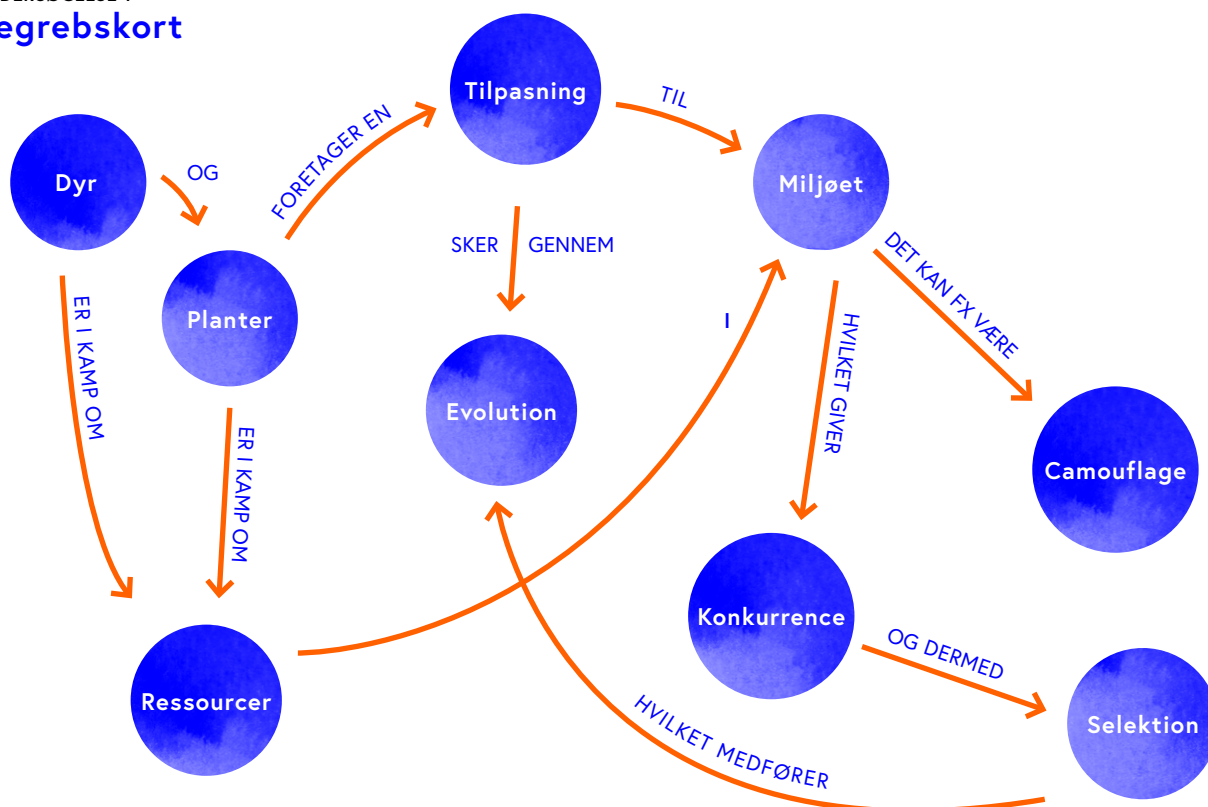 egrebskort
Tilpasning
TIL
Dyr
OG
FORETAGER EN
Miljøet
SKER GENNEM
DET KAN FX VÆRE
Planter
ER I KAMP OM
I
HVILKET GIVER
Evolution
ER I KAMP OM
Camouflage
Konkurrence
OG DERMED
Ressourcer
HVILKET MEDFØRER
Selektion